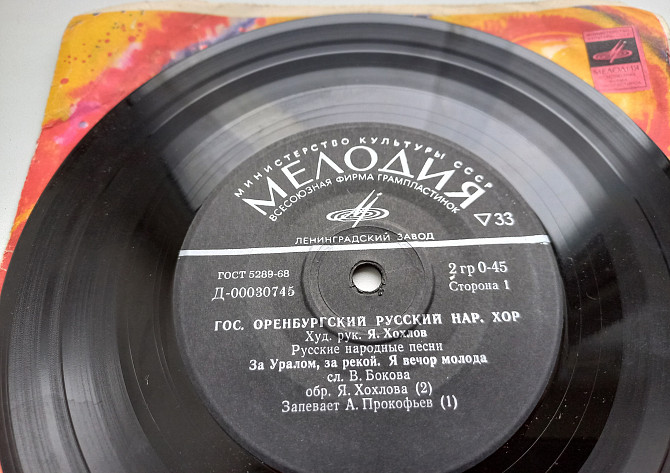 МИНИСТЕРСТВО КУЛЬТУРЫ СССР
МЕЛОДИЯ
ВСЕСОЮЗНАЯ ФИРМА ГРАМПЛАСТИНОК
33
ЛЕНИНГРАДСКИЙ ЗАВОД
ГОСТ 5289-68
2 гр 0-45
Д-00030745
Сторона 1
ГОС. ОРЕНБУРГСКИЙ РУССКИЙ НАР. ХОР
Худ. рук. Я. Хохлов
Русские народные песни
За Уралом, за рекой. Я вечор молода
сл. В. Бокова
обр. Я. Хохлова (2)
Запевает А. Прокофьев (1)